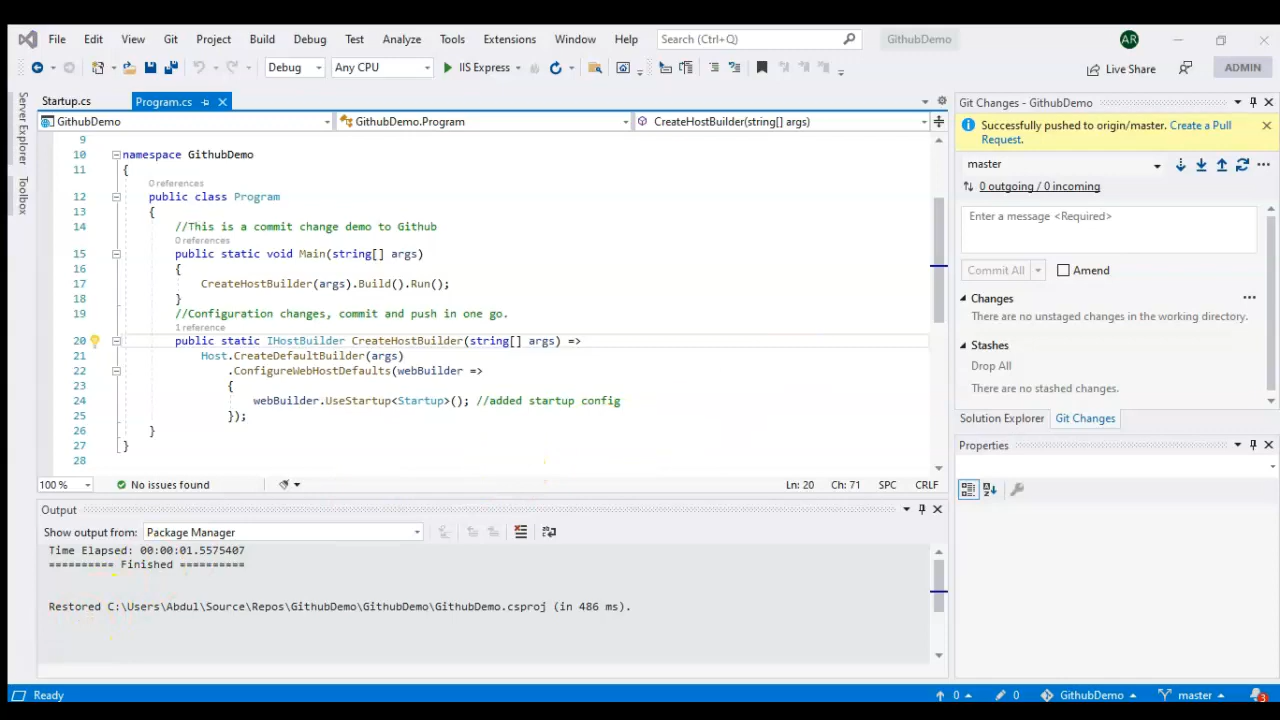 File Edit View Git Project Build Debug Test Analyze Tools Extensions Window Help Search (Ctrl+Q) GithubDemo AR
Debug Any CPU IIS Express Live Share ADMIN
Server Explorer
Toolbox
Startup.cs Program.cs
GithubDemo GithubDemo.Program CreateHostBuilder(string[] args)
9
10 namespace GithubDemo
11 {
0 references
12 public class Program
13 {
14 //This is a commit change demo to Github
0 references
15 public static void Main(string[] args)
16 {
17 CreateHostBuilder(args).Build().Run();
18 }
19 //Configuration changes, commit and push in one go.
1 reference
20 public static IHostBuilder CreateHostBuilder(string[] args) =>
21 Host.CreateDefaultBuilder(args)
22 .ConfigureWebHostDefaults(webBuilder =>
23 {
24 webBuilder.UseStartup<Startup>(); //added startup config
25 });
26 }
27 }
28
100 % No issues found Ln: 20 Ch: 71 SPC CRLF
Output
Show output from: Package Manager
Time Elapsed: 00:00:01.5575407
========== Finished ==========
Restored C:\Users\Abdul\Source\Repos\GithubDemo\GithubDemo\GithubDemo.csproj (in 486 ms).
Git Changes - GithubDemo
Successfully pushed to origin/master. Create a Pull
Request.
master
0 outgoing / 0 incoming
Enter a message <Required>
Commit All Amend
Changes
There are no unstaged changes in the working directory.
Stashes
Drop All
There are no stashed changes.
Solution Explorer Git Changes
Properties
Ready 0 0 GithubDemo master 3